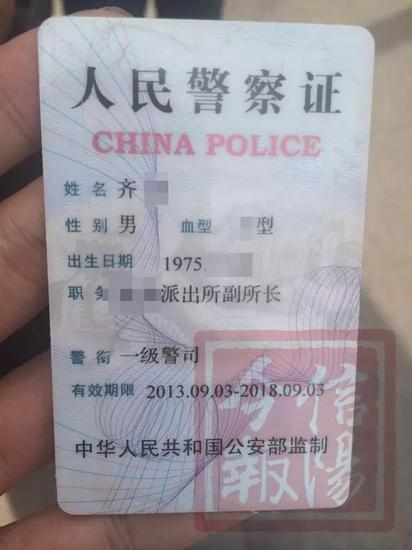 人民警察证
CHINA POLICE
姓名 齐
性别 男 血型 型
出生日期 1975
职务 派出所副所长
警衔 一级警司
有效期限 2013.09.03-2018.09.03
中华人民共和国公安部监制
信陽
今報